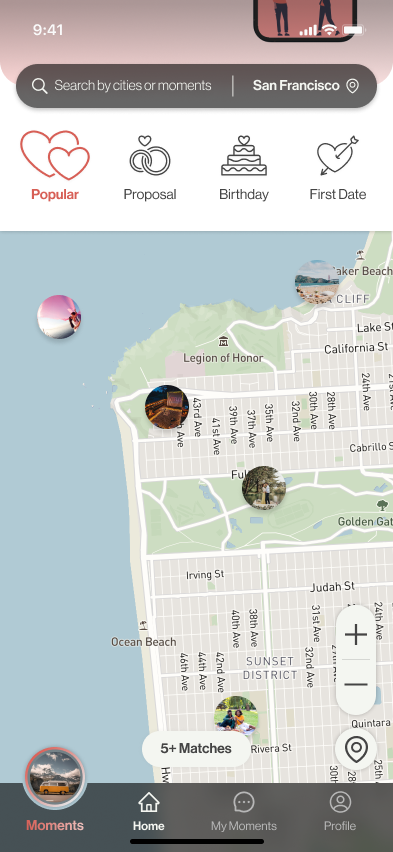 9:41
Search by cities or moments
San Francisco
Popular
Proposal
Birthday
First Date
aker Beach
CLIFF
Lake St
California St
Legion of Honor
24th Ave
28th Ave
30th Ave
32nd Ave
35th Ave
37th Ave
39th Ave
41st Ave
43rd Ave
Cabrillo S
Ful
Golden Gat
Irving St
Judah St
24th Ave
31st Ave
38th Ave
40th Ave
Ocean Beach
32nd Ave
42nd Ave
44th Ave
46th Ave
SUNSET
DISTRICT
Quintara
5+ Matches
Rivera St
Moments
Home
My Moments
Profile